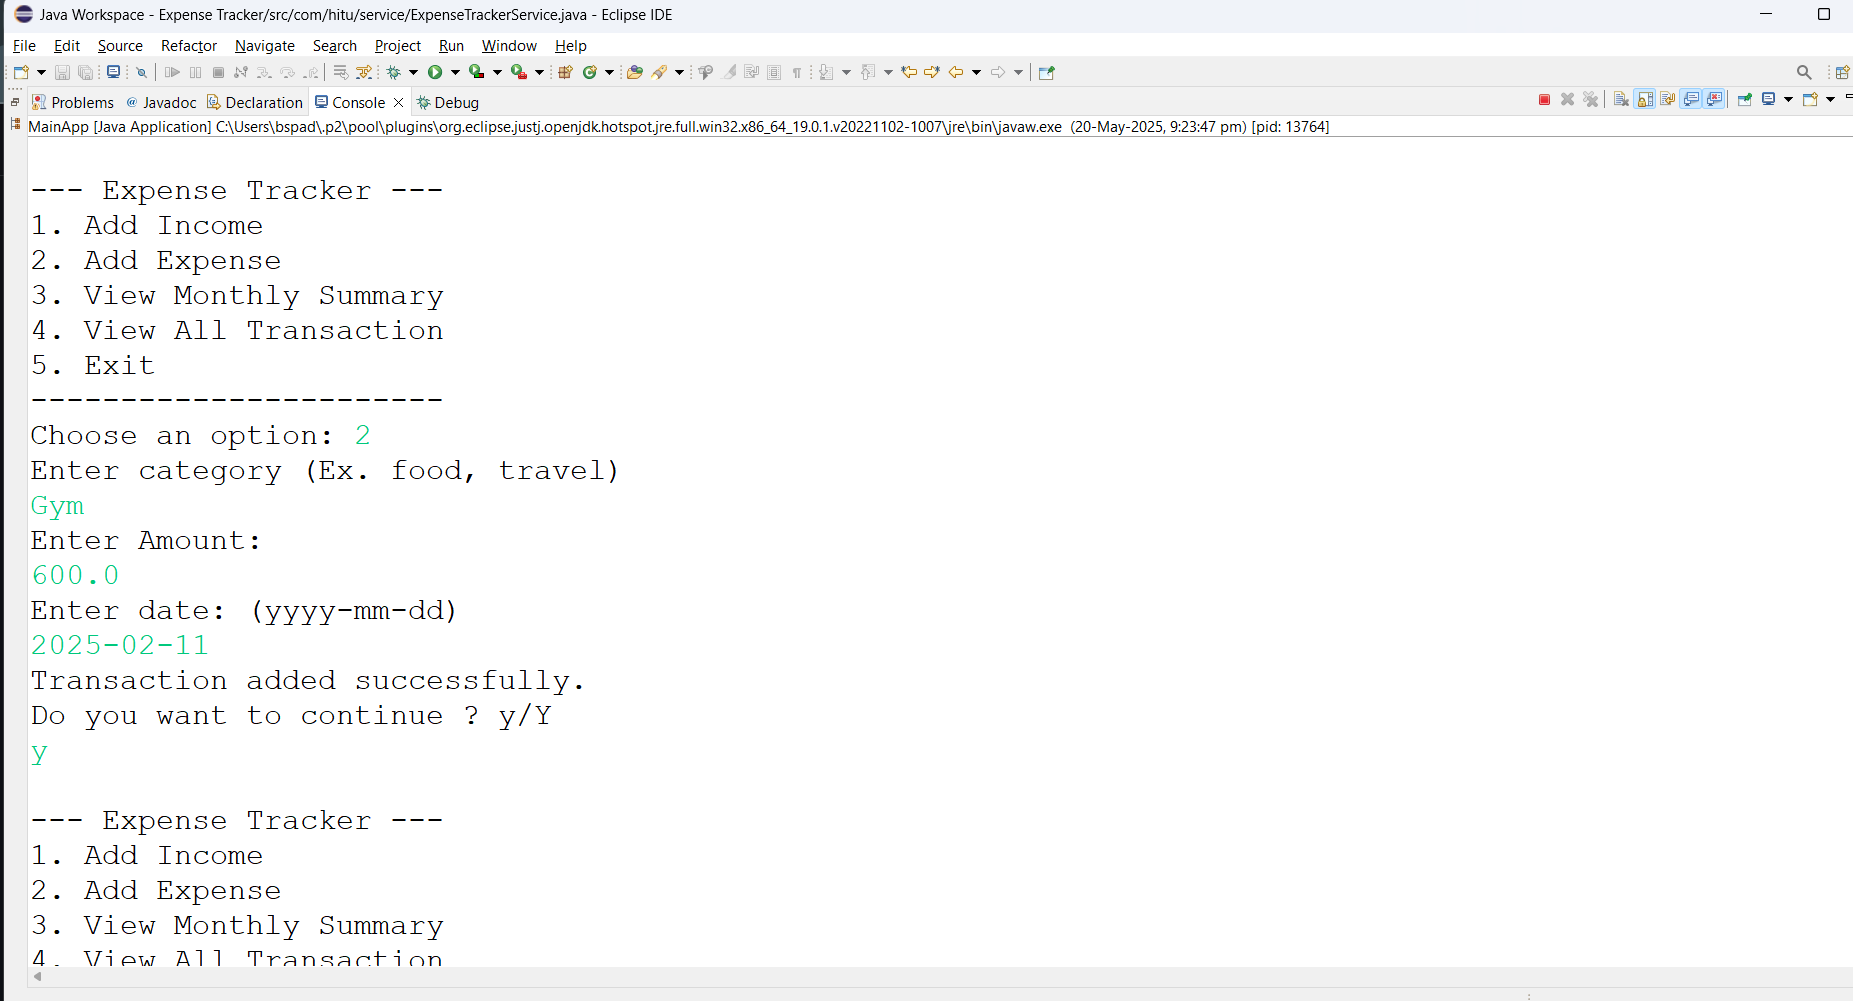 Java Workspace - Expense Tracker/src/com/hitu/service/ExpenseTrackerService.java - Eclipse IDE
File Edit Source Refactor Navigate Search Project Run Window Help
Problems @ Javadoc Declaration Console Debug
MainApp [Java Application] C:\Users\bspad\.p2\pool\plugins\org.eclipse.justj.openjdk.hotspot.jre.full.win32.x86_64_19.0.1.v20221102-1007\jre\bin\javaw.exe (20-May-2025, 9:23:47 pm) [pid: 13764]
--- Expense Tracker ---
1. Add Income
2. Add Expense
3. View Monthly Summary
4. View All Transaction
5. Exit
-----------------------
Choose an option: 2
Enter category (Ex. food, travel)
Gym
Enter Amount:
600.0
Enter date: (yyyy-mm-dd)
2025-02-11
Transaction added successfully.
Do you want to continue ? y/Y
y
--- Expense Tracker ---
1. Add Income
2. Add Expense
3. View Monthly Summary
4. View All Transaction